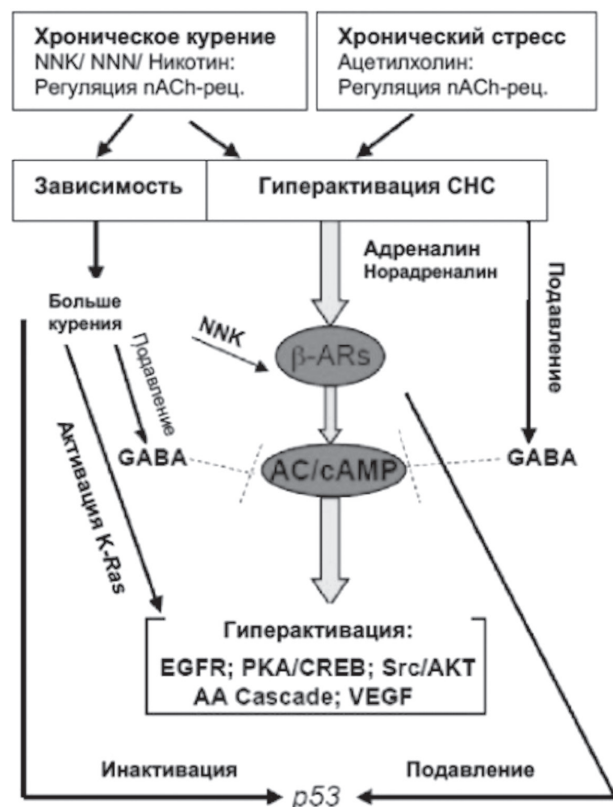 Хроническое курение
NNK/ NNN/ Никотин:
Регуляция nACh-рец.
Хронический стресс
Ацетилхолин:
Регуляция nACh-рец.
Зависимость
Гиперактивация СНС
Адреналин
Норадреналин
Подавление
Больше
курения
NNK
β-ARs
Подавление
GABA
AC/cAMP
GABA
Активация K-Ras
Гиперактивация:
EGFR; PKA/CREB; Src/AKT
AA Cascade; VEGF
Инактивация
p53
Подавление